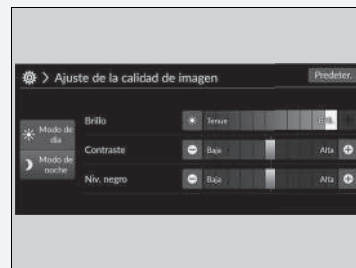 > Ajuste de la calidad de imagen
Predeter.
Modo de día
Modo de noche
Brillo
Tenue
Contraste
Baja
Alta
Niv. negro
Baja
Alta